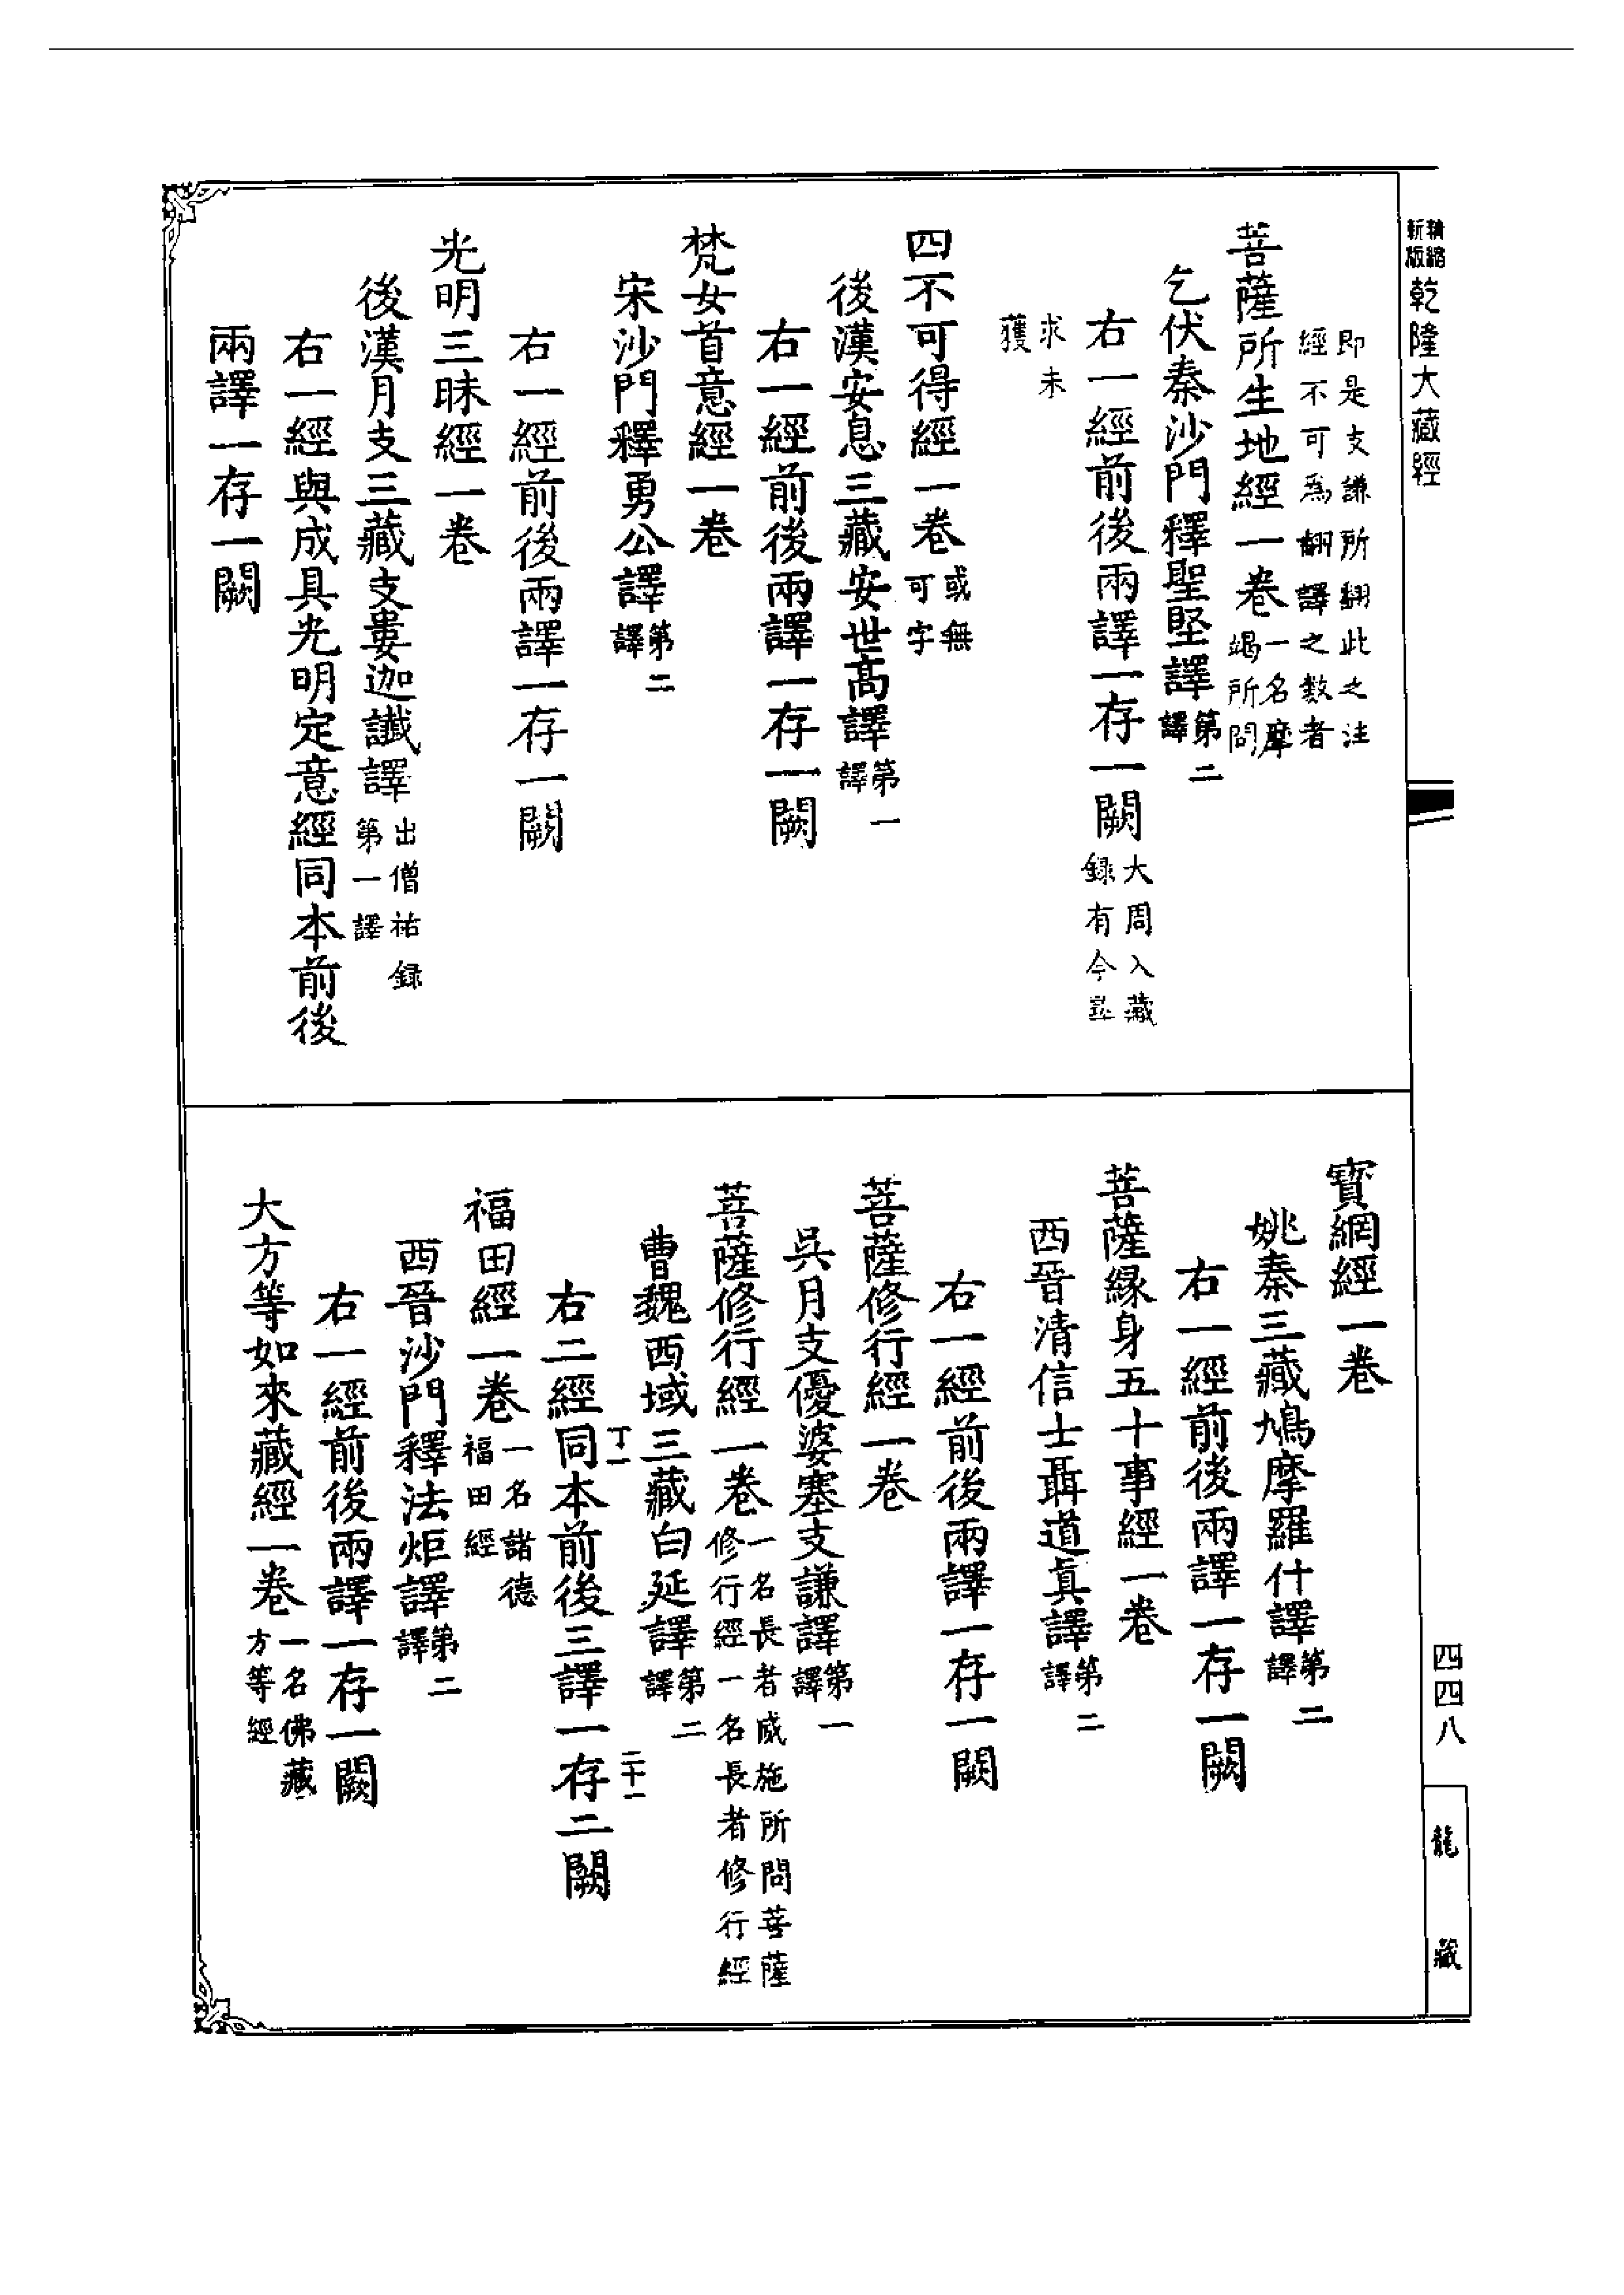 新版
精縮
乾隆大藏經
即是支謙所翻此之注
經不可為翻譯之數者
菩薩所生地經一卷一名摩竭所問
乞伏秦沙門釋聖堅譯第二譯
右一經前後兩譯一存一闕大周入藏錄有今尋
求未獲
四不可得經一卷或無可字
後漢安息三藏安世高譯第一譯
右一經前後兩譯一存一闕
梵女首意經一卷
宋沙門釋勇公譯第二譯
右一經前後兩譯一存一闕
光明三昧經一卷
後漢月支三藏支婁迦讖譯出僧祐錄第一譯
右一經與成具光明定意經同本前後
兩譯一存一闕
寶網經一卷
姚秦三藏鳩摩羅什譯第二譯
右一經前後兩譯一存一闕
菩薩緣身五十事經一卷
西晉清信士聶道真譯第二譯
右一經前後兩譯一存一闕
菩薩修行經一卷
吳月支優婆塞支謙譯第一譯
菩薩修行經一卷一名長者威施所問菩薩修行經一名長者修行經
曹魏西域三藏白延譯第二譯
丁一
二十一
右二經同本前後三譯一存二闕
福田經一卷一名諸德福田經
西晉沙門釋法炬譯第二譯
右一經前後兩譯一存一闕
大方等如來藏經一卷一名佛藏方等經
四四八
龍藏